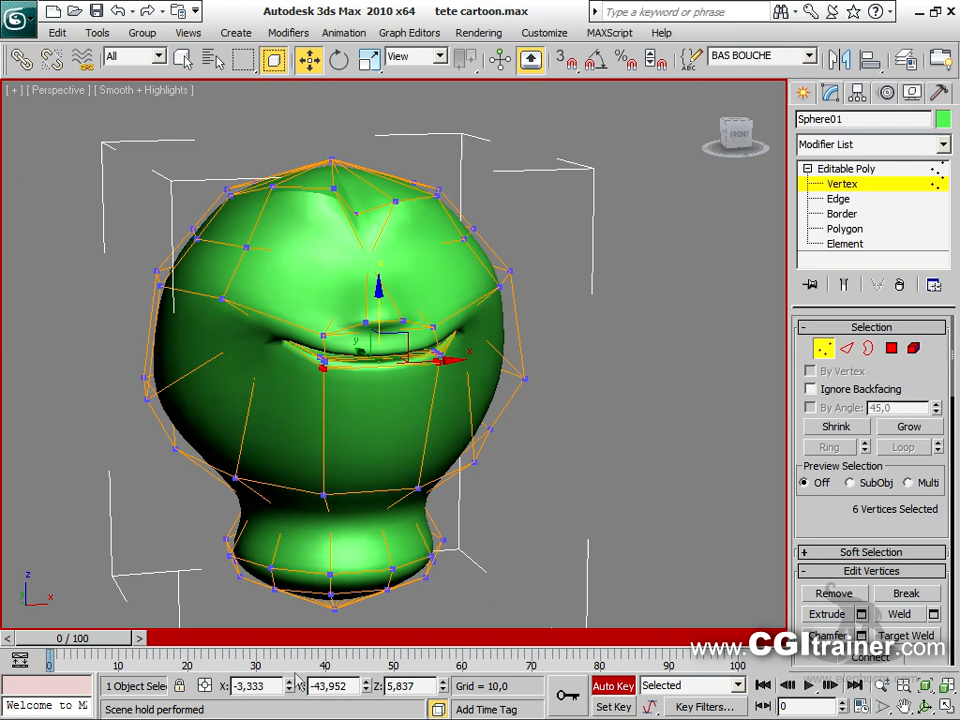 Autodesk 3ds Max 2010 x64 tete cartoon.max
Type a keyword or phrase
Edit Tools Group Views Create Modifiers Animation Graph Editors Rendering Customize MAXScript Help
All View 3 BAS BOUCHE
[ + ] [ Perspective ] [ Smooth + Highlights ]
FRONT
Sphere01
Modifier List
Editable Poly
Vertex
Edge
Border
Polygon
Element
Selection
By Vertex
Ignore Backfacing
By Angle: 45,0
Shrink Grow
Ring Loop
Preview Selection
Off SubObj Multi
6 Vertices Selected
Soft Selection
Edit Vertices
Remove Break
Extrude Weld
Chamfer Target Weld
Connect
z
x
y
x
www.CGItrainer.com
0 / 100
0 10 20 30 40 50 60 70 80 90 100
1 Object Selec X: -3,333 Y: -43,952 Z: 5,837 Grid = 10,0 Auto Key Selected
Welcome to M Scene hold performed Add Time Tag Set Key Key Filters... 0